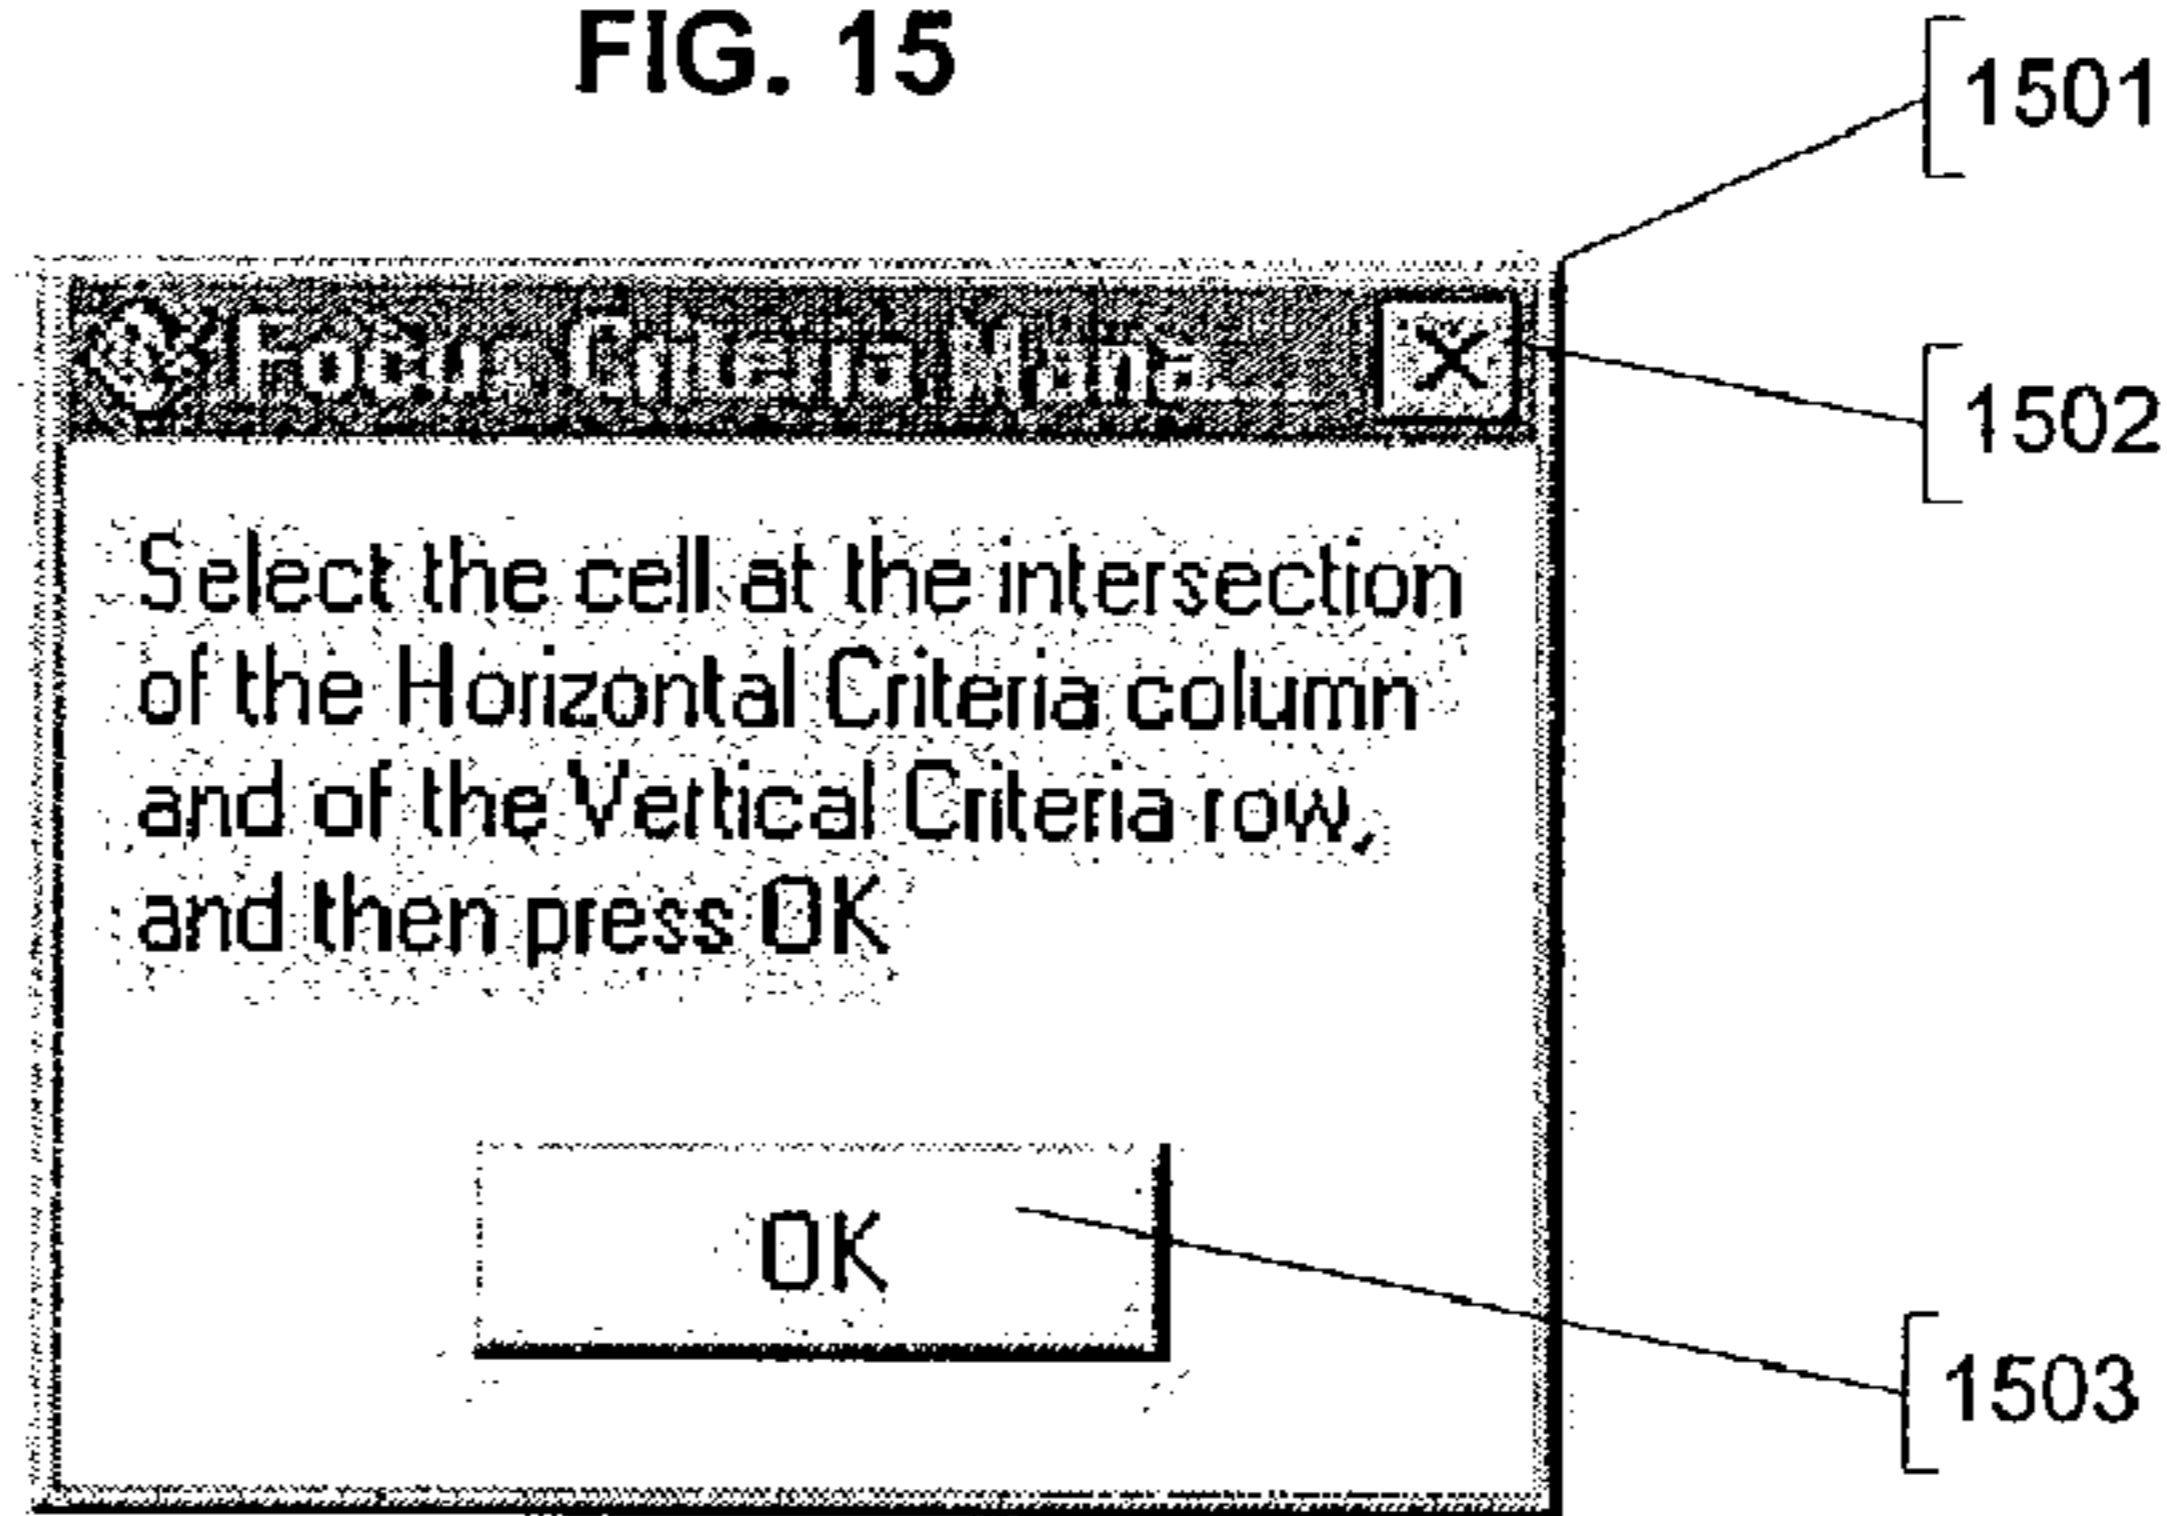 FIG. 15
1501
Focus Criteria Mana...
1502
Select the cell at the intersection
of the Horizontal Criteria column
and of the Vertical Criteria row,
and then press OK
OK
1503